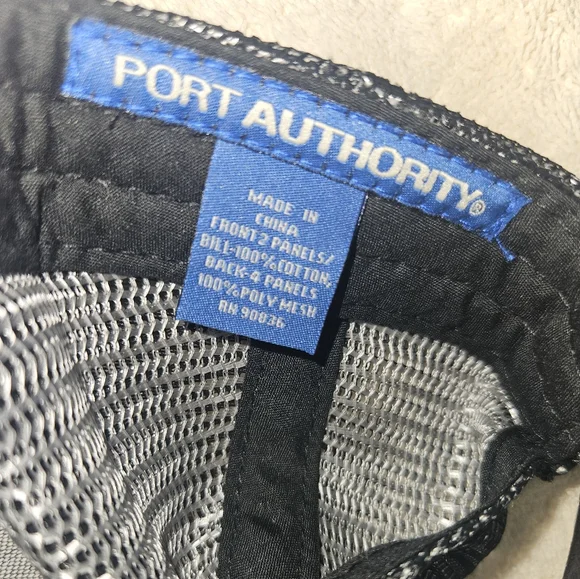 PORT AUTHORITY®
MADE IN
CHINA
FRONT 2 PANELS/
BILL-100% COTTON,
BACK-4 PANELS
100% POLY MESH
RN 90836